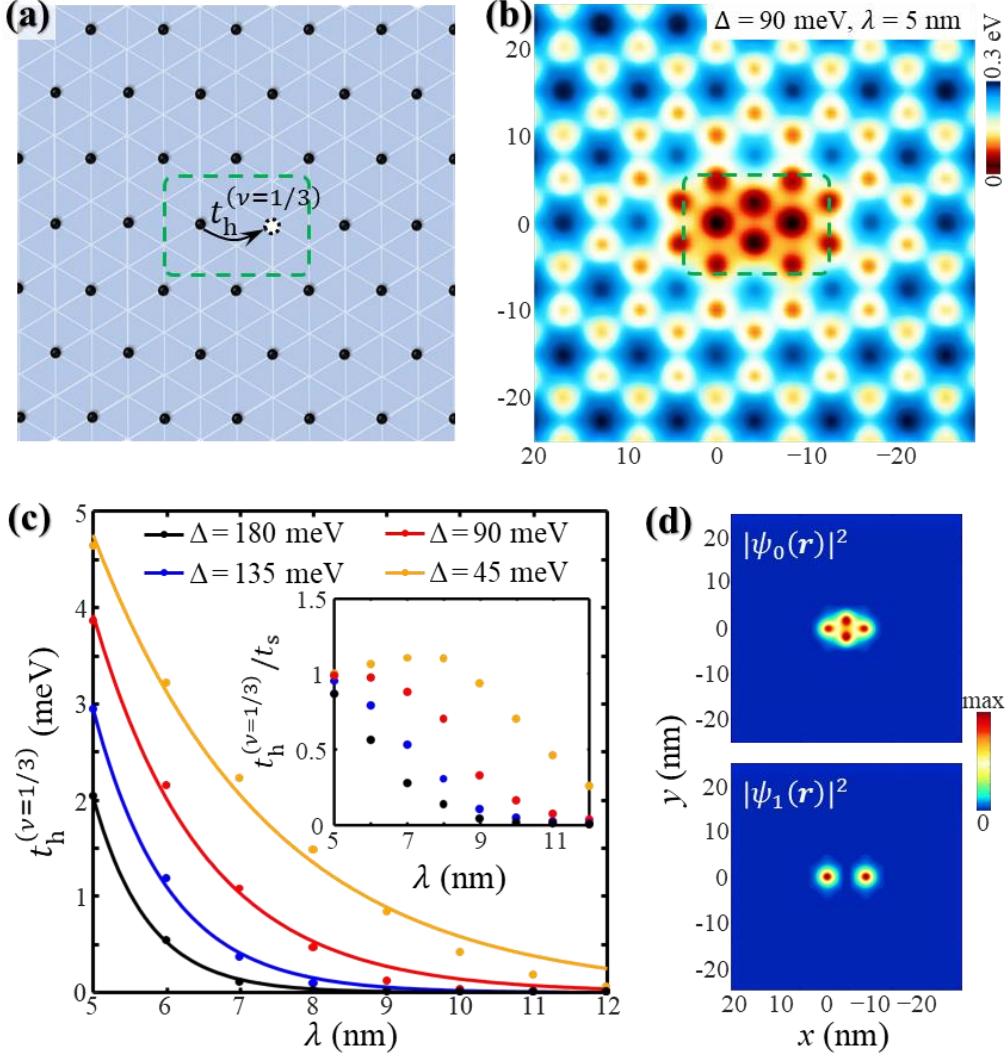 (a)
t_h^(ν=1/3)
(b)
Δ = 90 meV, λ = 5 nm
20
10
0
-10
-20
20 10 0 −10 −20
0.3 eV
0
(c)
t_h^(ν=1/3) (meV)
5
4
3
2
1
0
5 6 7 8 9 10 11 12
λ (nm)
Δ= 180 meV
Δ= 90 meV
Δ= 135 meV
Δ= 45 meV
t_h^(ν=1/3)/t_s
1.5
1
0.5
0
5 7 9 11
λ (nm)
(d)
|ψ₀(r)|²
20
10
0
-10
-20
max
0
y (nm)
|ψ₁(r)|²
20
10
0
-10
-20
20 10 0 −10 −20
x (nm)